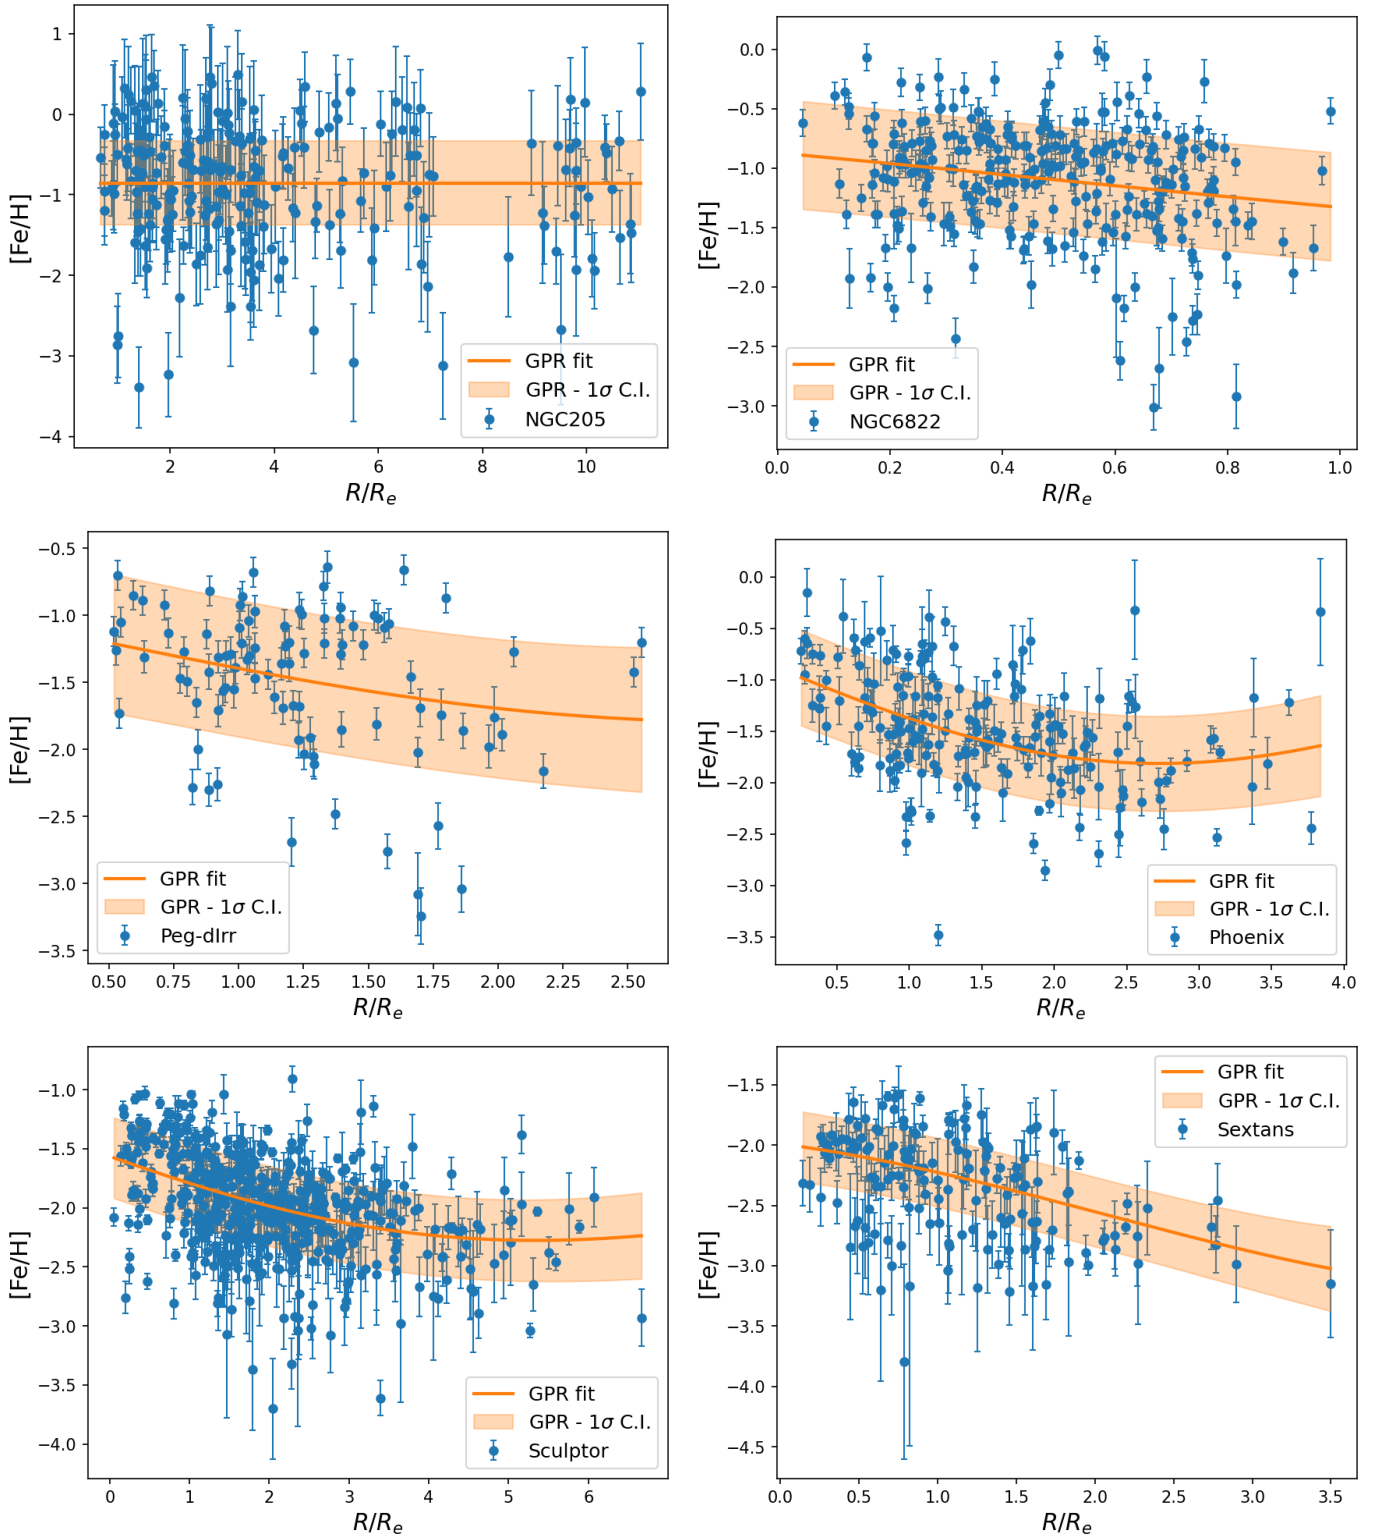 1
0
−1
−2
−3
−4
[Fe/H]
2 4 6 8 10
R/Re
GPR fit
GPR - 1σ C.I.
NGC205
0.0
−0.5
−1.0
−1.5
−2.0
−2.5
−3.0
[Fe/H]
0.0 0.2 0.4 0.6 0.8 1.0
R/Re
GPR fit
GPR - 1σ C.I.
NGC6822
−0.5
−1.0
−1.5
−2.0
−2.5
−3.0
−3.5
[Fe/H]
0.50 0.75 1.00 1.25 1.50 1.75 2.00 2.25 2.50
R/Re
GPR fit
GPR - 1σ C.I.
Peg-dIrr
0.0
−0.5
−1.0
−1.5
−2.0
−2.5
−3.0
−3.5
[Fe/H]
0.5 1.0 1.5 2.0 2.5 3.0 3.5 4.0
R/Re
GPR fit
GPR - 1σ C.I.
Phoenix
−1.0
−1.5
−2.0
−2.5
−3.0
−3.5
−4.0
[Fe/H]
0 1 2 3 4 5 6
R/Re
GPR fit
GPR - 1σ C.I.
Sculptor
−1.5
−2.0
−2.5
−3.0
−3.5
−4.0
−4.5
[Fe/H]
0.0 0.5 1.0 1.5 2.0 2.5 3.0 3.5
R/Re
GPR fit
GPR - 1σ C.I.
Sextans